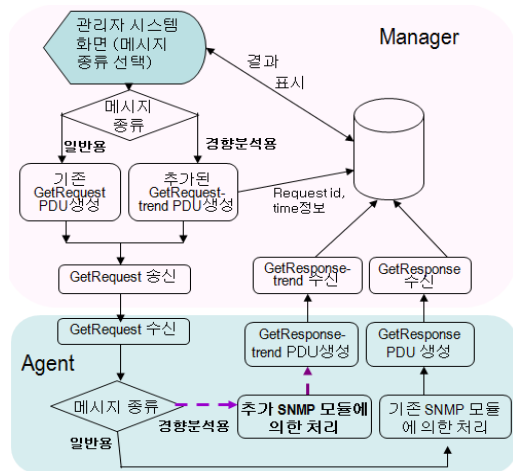 관리자 시스템
화면 (메시지
종류 선택)
Manager
결과
표시
메시지
종류
일반용
경향분석용
기존
GetRequest
PDU생성
추가된
GetRequest-
trend PDU생성
Request id,
time정보
GetRequest 송신
GetResponse-
trend 수신
GetResponse
수신
GetRequest 수신
Agent
GetResponse-
trend PDU생성
GetResponse
PDU 생성
메시지 종류
경향분석용
일반용
추가 SNMP 모듈에
의한 처리
기존 SNMP 모듈
에 의한 처리